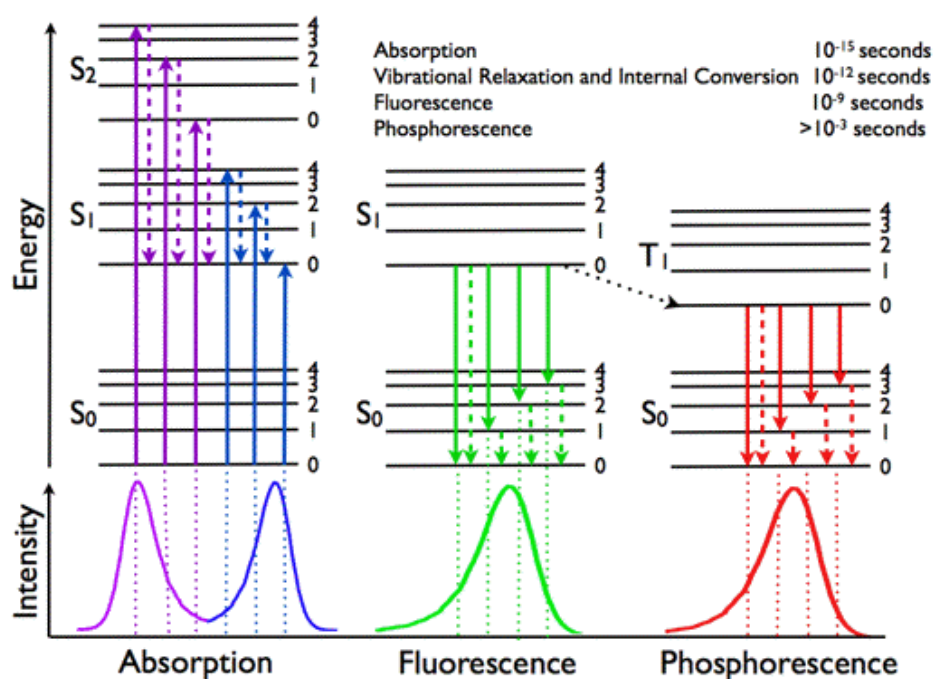 Absorption 10⁻¹⁵ seconds
Vibrational Relaxation and Internal Conversion 10⁻¹² seconds
Fluorescence 10⁻⁹ seconds
Phosphorescence >10⁻³ seconds
Energy
S₂
4
3
2
1
0
S₁
4
3
2
1
0
S₀
4
3
2
1
0
S₁
4
3
2
1
0
S₀
4
3
2
1
0
T₁
4
3
2
1
0
S₀
4
3
2
1
0
Intensity
Absorption
Fluorescence
Phosphorescence